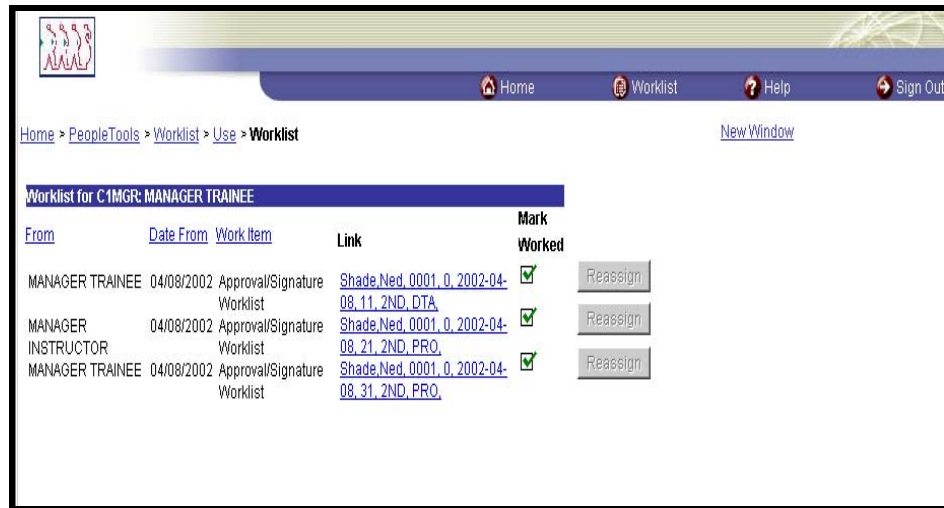 Home Worklist Help Sign Out
Home > PeopleTools > Worklist > Use > Worklist New Window
Worklist for C1MGR: MANAGER TRAINEE
From Date From Work Item Link Mark Worked
MANAGER TRAINEE 04/08/2002 Approval/Signature Shade,Ned, 0001, 0, 2002-04- Reassign
Worklist 08, 11, 2ND, DTA,
MANAGER 04/08/2002 Approval/Signature Shade,Ned, 0001, 0, 2002-04- Reassign
INSTRUCTOR Worklist 08, 21, 2ND, PRO,
MANAGER TRAINEE 04/08/2002 Approval/Signature Shade,Ned, 0001, 0, 2002-04- Reassign
Worklist 08, 31, 2ND, PRO,